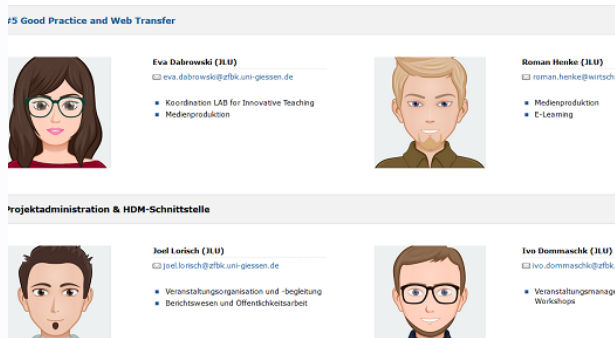 #5 Good Practice and Web Transfer
Eva Dabrowski (JLU)
eva.dabrowski@zfbk.uni-giessen.de
Koordination LAB for Innovative Teaching
Medienproduktion
Roman Henke (JLU)
roman.henke@wirtsch
Medienproduktion
E-Learning
Projektadministration & HDM-Schnittstelle
Joel Lorisch (JLU)
joel.lorisch@zfbk.uni-giessen.de
Veranstaltungsorganisation und -begleitung
Berichtswesen und Öffentlichkeitsarbeit
Ivo Dommaschk (JLU)
ivo.dommaschk@zfbk.
Veranstaltungsmanage
Workshops